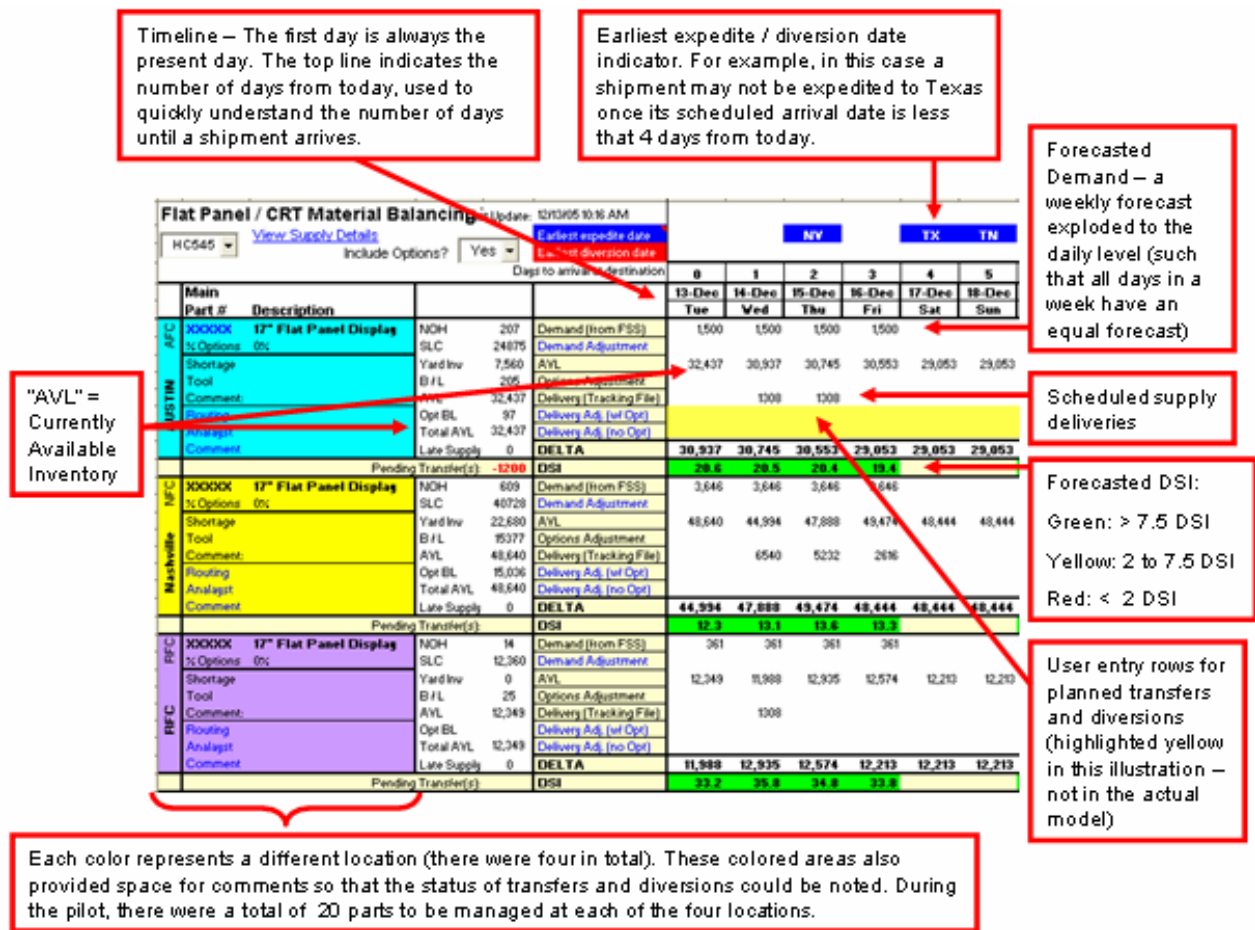 Timeline – The first day is always the
present day. The top line indicates the
number of days from today, used to
quickly understand the number of days
until a shipment arrives.
Earliest expedite / diversion date
indicator. For example, in this case a
shipment may not be expedited to Texas
once its scheduled arrival date is less
that 4 days from today.
Forecasted
Demand – a
weekly forecast
exploded to the
daily level (such
that all days in a
week have an
equal forecast)
Flat Panel / CRT Material Balancing Update: 12/13/05 10:16 AM
HC545 View Supply Details Include Options? Yes
Earliest expedite date NV TX TN
Earliest diversion date
Days to arrival at destination 0 1 2 3 4 5
Main 13-Dec 14-Dec 15-Dec 16-Dec 17-Dec 18-Dec
Part # Description Tue Wed Thu Fri Sat Sun
AFC XXXXX 17" Flat Panel Display NOH 207 Demand (from FSS) 1,500 1,500 1,500 1,500
% Options 0% SLC 24875 Demand Adjustment
Shortage Yard Inv 7,560 AVL 32,437 30,937 30,745 30,553 29,053 29,053
Tool B/L 205 Options Adjustment
Comment: AVL 32,437 Delivery (Tracking File) 1308 1308
Routing Opt BL 97 Delivery Adj. (w/ Opt)
Analyst Total AVL 32,437 Delivery Adj. (no Opt)
Comment Late Supply 0 DELTA 30,937 30,745 30,553 29,053 29,053 29,053
Pending Transfer(s): -1200 DSI 20.6 20.5 20.4 19.4
NFC XXXXX 17" Flat Panel Display NOH 609 Demand (from FSS) 3,646 3,646 3,646 3,646
% Options 0% SLC 40728 Demand Adjustment
Nashville
Shortage Yard Inv 22,680 AVL 48,640 44,994 47,888 49,474 48,444 48,444
Tool B/L 15377 Options Adjustment
Comment: AVL 48,640 Delivery (Tracking File) 6540 5232 2616
Routing Opt BL 15,036 Delivery Adj. (w/ Opt)
Analyst Total AVL 48,640 Delivery Adj. (no Opt)
Comment Late Supply 0 DELTA 44,994 47,888 49,474 48,444 48,444 48,444
Pending Transfer(s): DSI 12.3 13.1 13.6 13.3
RFC XXXXX 17" Flat Panel Display NOH 14 Demand (from FSS) 361 361 361 361
% Options 0% SLC 12,360 Demand Adjustment
RFC
Shortage Yard Inv 0 AVL 12,349 11,988 12,935 12,574 12,213 12,213
Tool B/L 25 Options Adjustment
Comment: AVL 12,349 Delivery (Tracking File) 1308
Routing Opt BL Delivery Adj. (w/ Opt)
Analyst Total AVL 12,349 Delivery Adj. (no Opt)
Comment Late Supply 0 DELTA 11,988 12,935 12,574 12,213 12,213 12,213
Pending Transfer(s): DSI 33.2 35.8 34.8 33.8
"AVL" =
Currently
Available
Inventory
Scheduled supply
deliveries
Forecasted DSI:
Green: > 7.5 DSI
Yellow: 2 to 7.5 DSI
Red: < 2 DSI
User entry rows for
planned transfers
and diversions
(highlighted yellow
in this illustration –
not in the actual
model)
Each color represents a different location (there were four in total). These colored areas also
provided space for comments so that the status of transfers and diversions could be noted. During
the pilot, there were a total of 20 parts to be managed at each of the four locations.